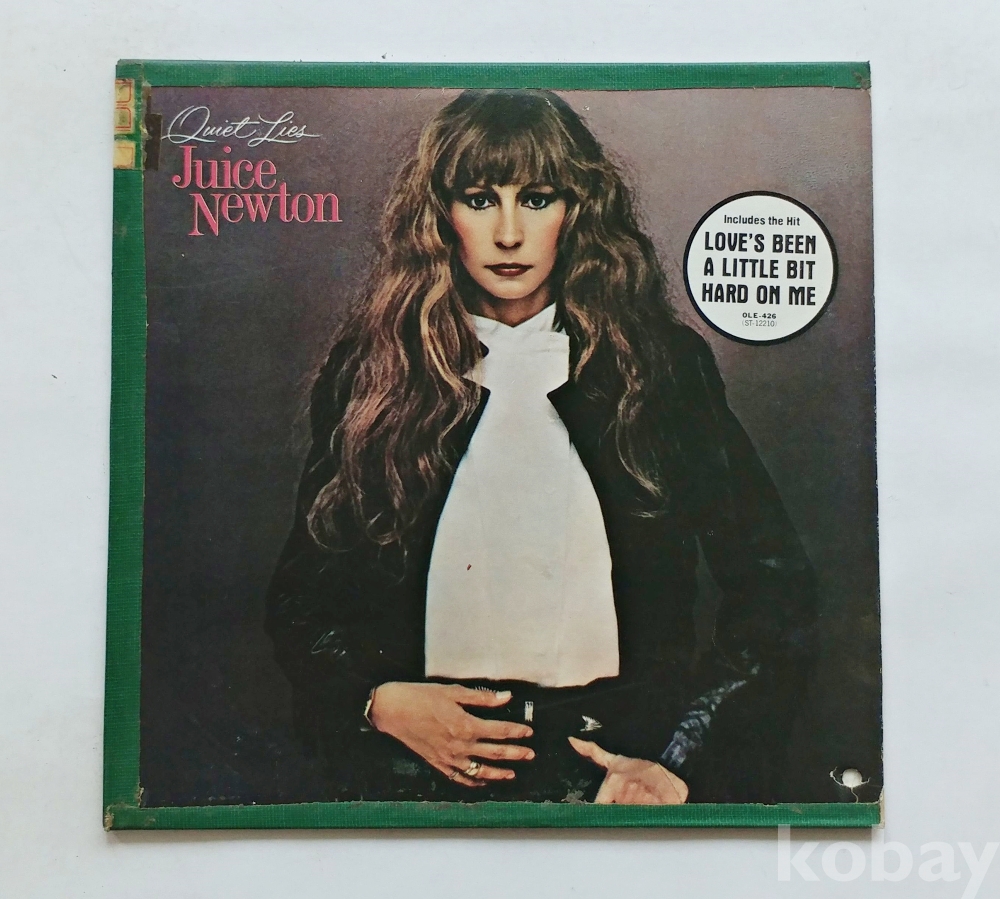 Quiet Lies
Juice
Newton
Includes the Hit
LOVE'S BEEN
A LITTLE BIT
HARD ON ME
OLE-426
(ST-12210)
kobay